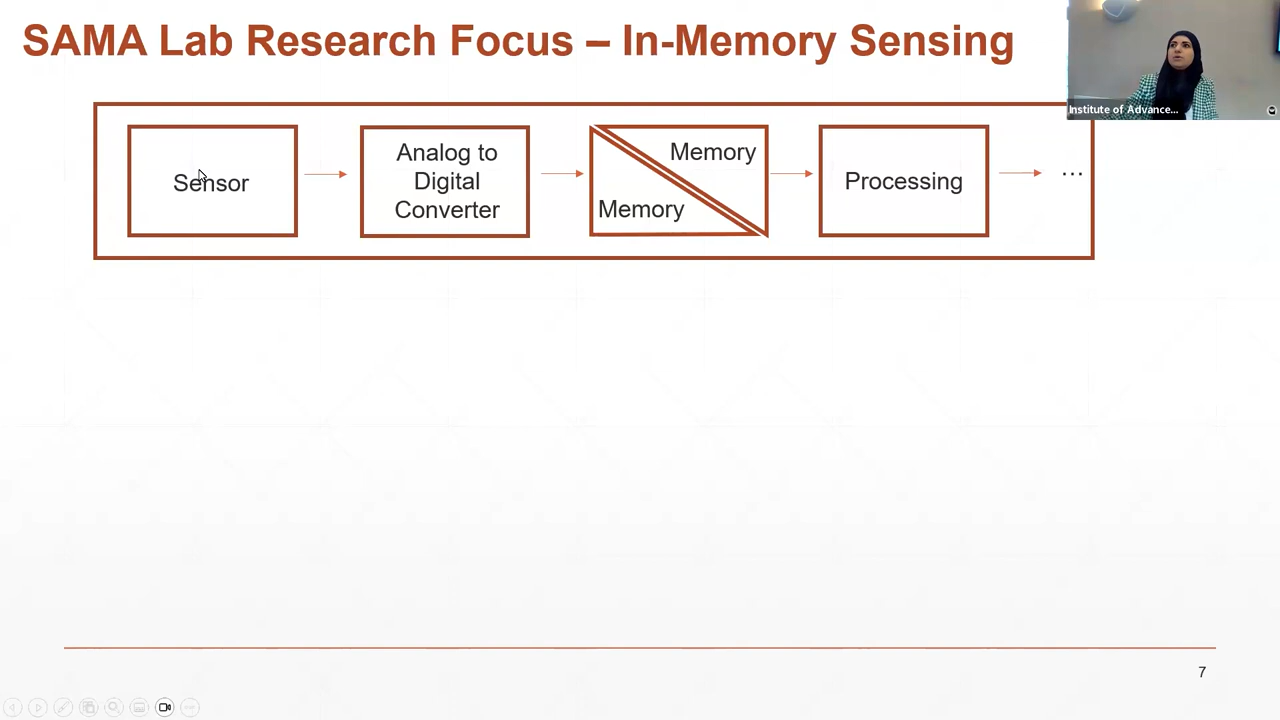 SAMA Lab Research Focus – In-Memory Sensing
Institute of Advance...
Sensor
Analog to
Digital
Converter
Memory
Memory
Processing
...
7